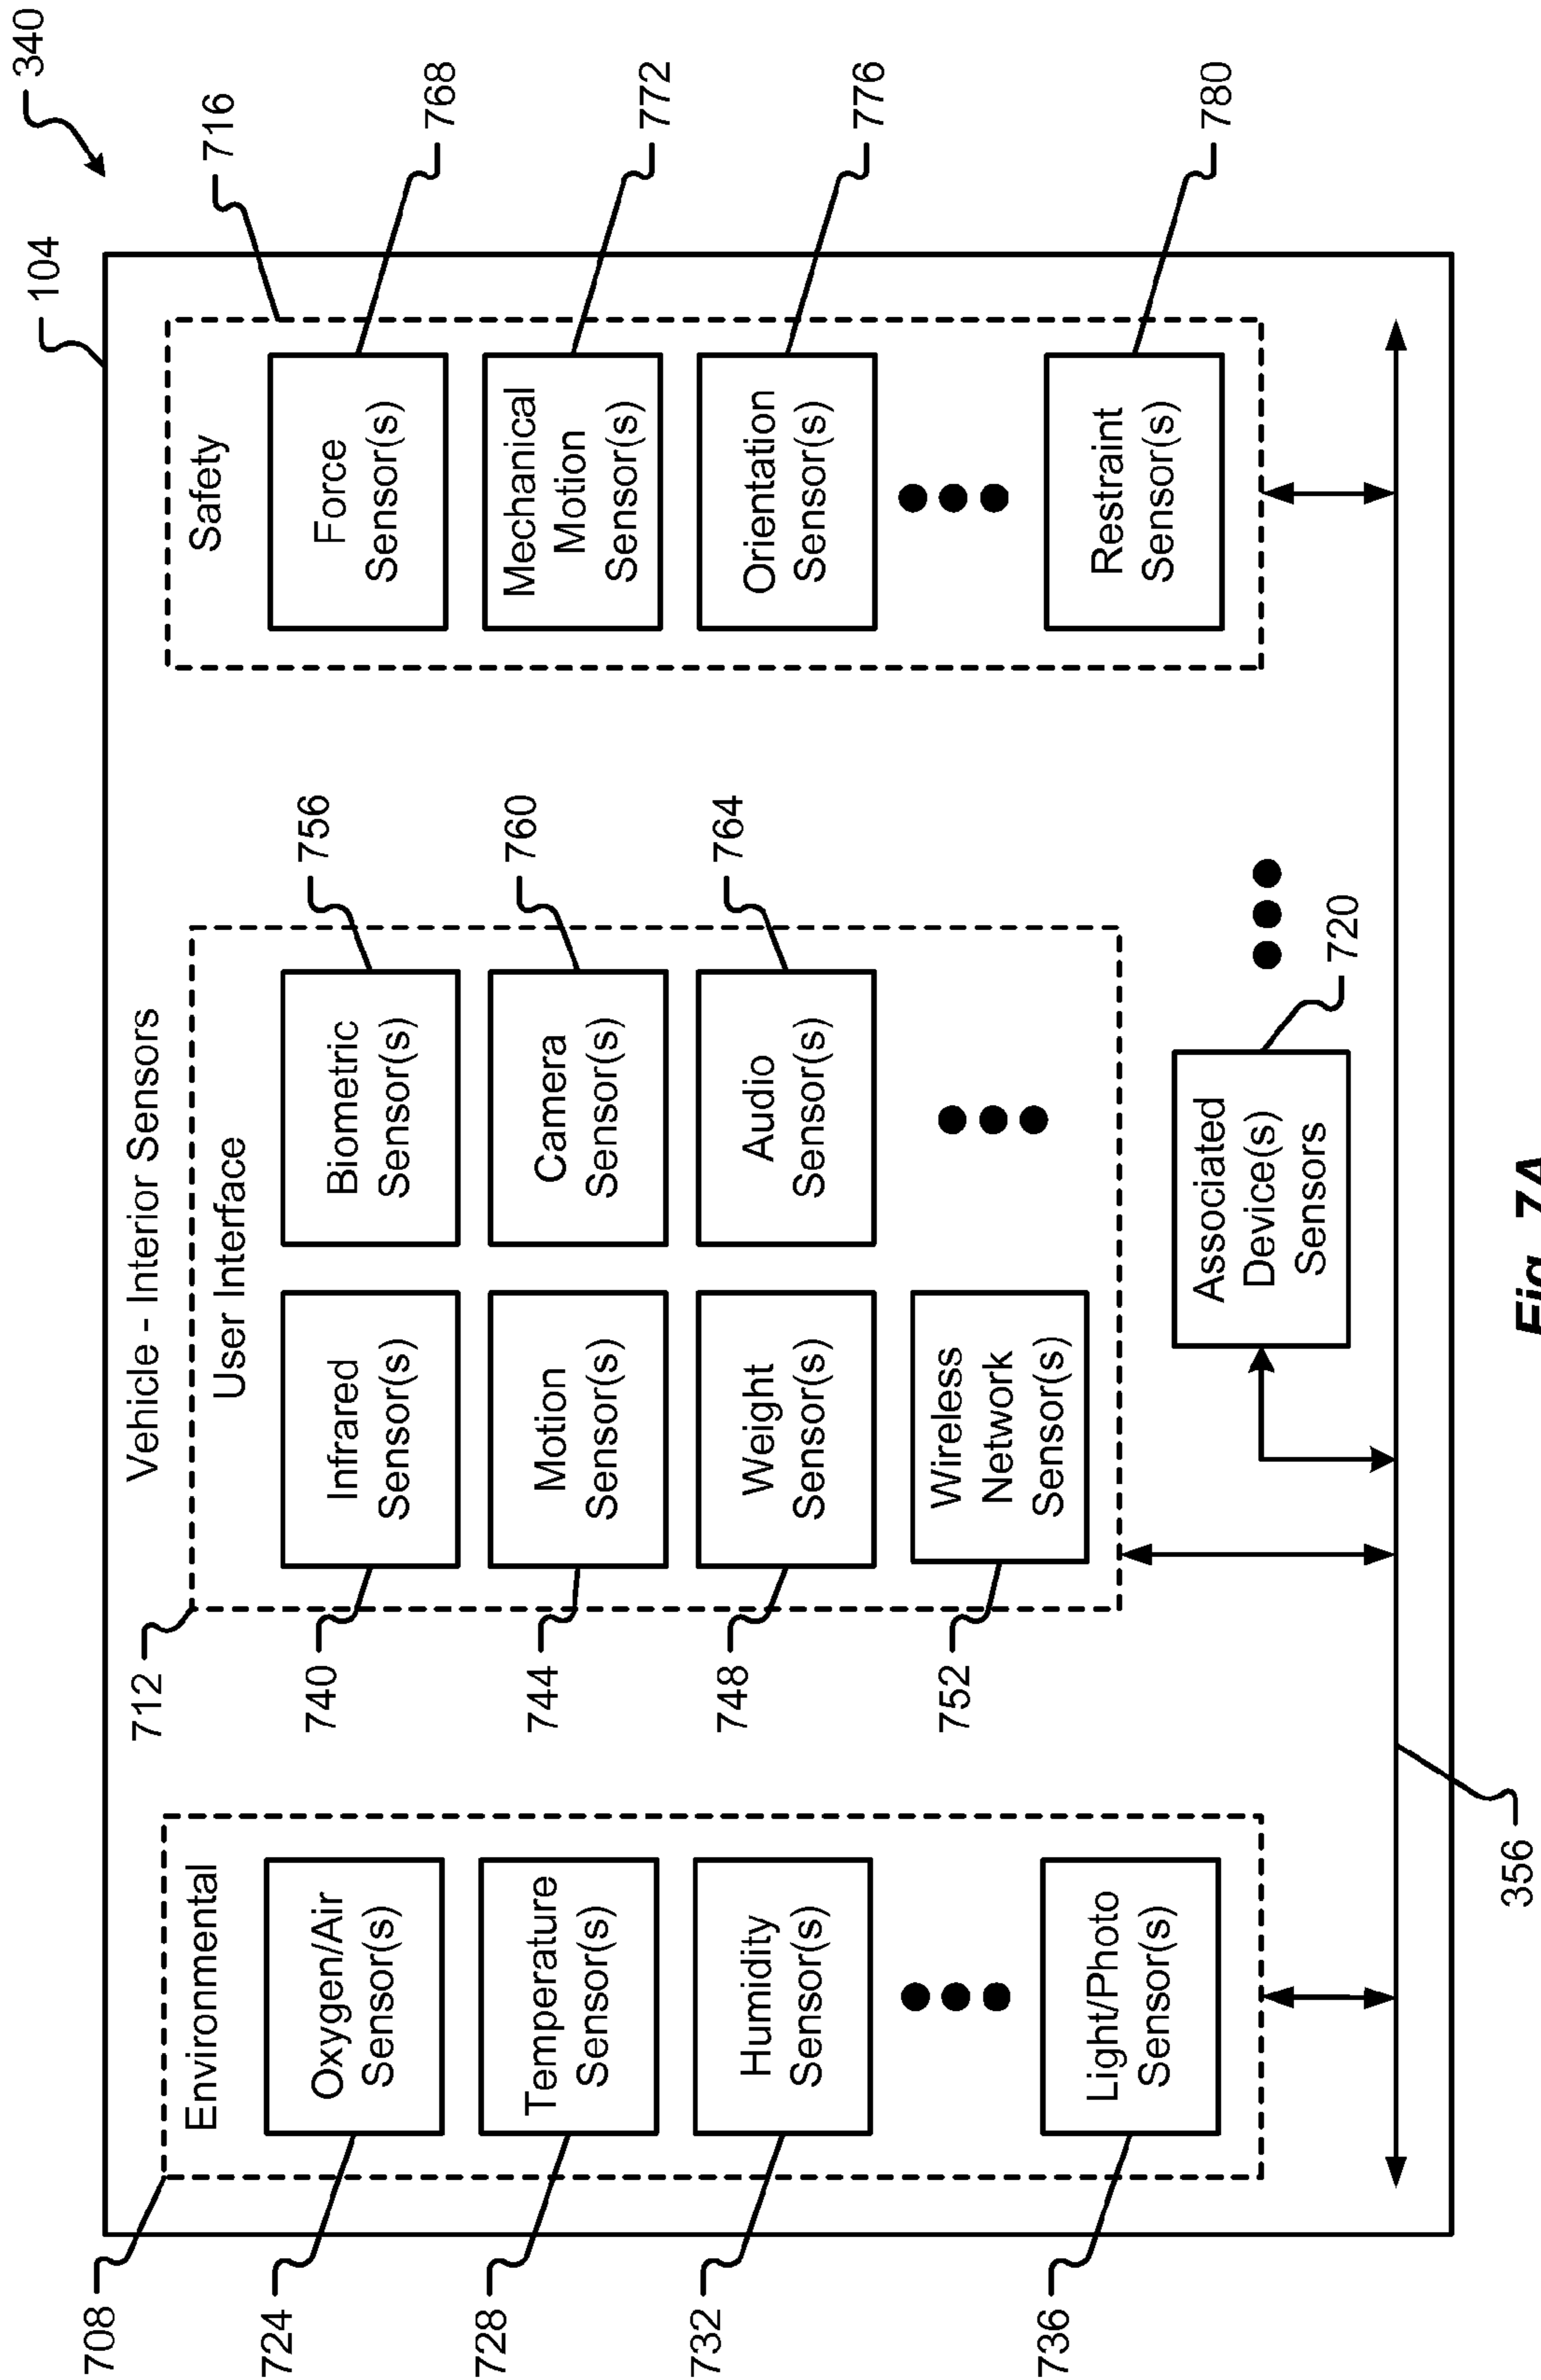 340
104
716
Vehicle - Interior Sensors
712
708
Environmental
Oxygen/Air
Sensor(s)
724
Temperature
Sensor(s)
728
Humidity
Sensor(s)
732
Light/Photo
Sensor(s)
736
User Interface
Infrared
Sensor(s)
740
Motion
Sensor(s)
744
Weight
Sensor(s)
748
Wireless
Network
Sensor(s)
752
Biometric
Sensor(s)
756
Camera
Sensor(s)
760
Audio
Sensor(s)
764
Safety
Force
Sensor(s)
768
Mechanical
Motion
Sensor(s)
772
Orientation
Sensor(s)
776
Restraint
Sensor(s)
780
Associated
Device(s)
Sensors
720
356
Fig. 7A